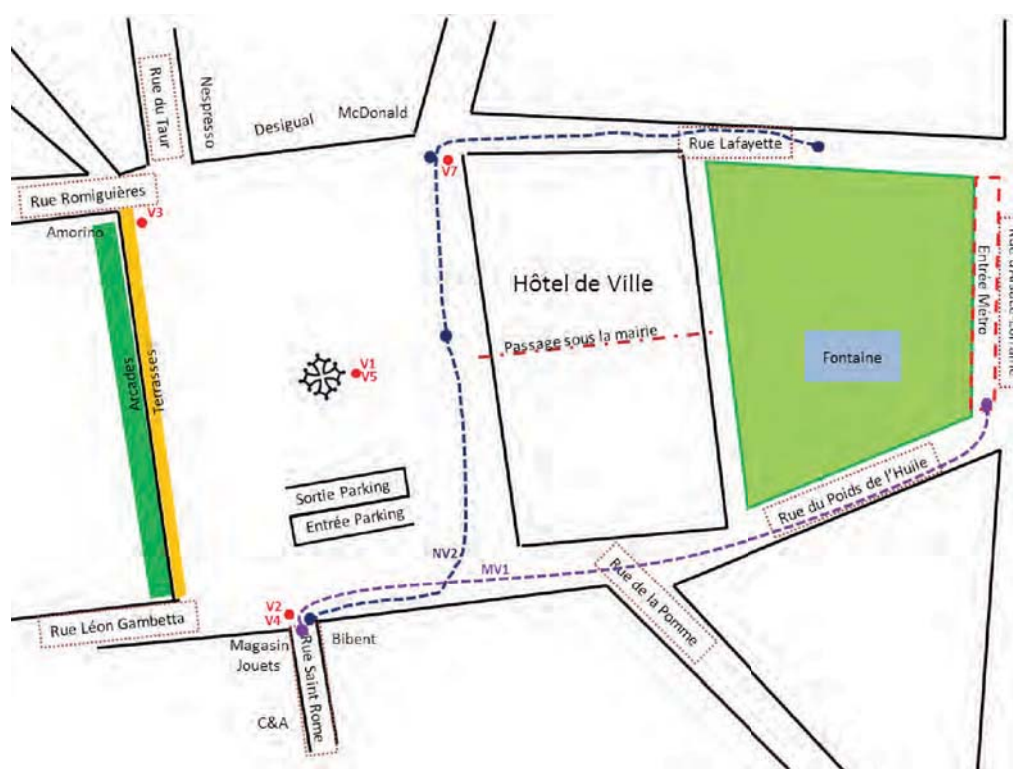 Rue du Taur
Nespresso
Desigual
McDonald
Rue Lafayette
V7
Rue Romiguières
V3
Amorino
Hôtel de Ville
Passage sous la mairie
Entrée Métro
Fontaine
V1
V5
Arcades
Terrasses
Sortie Parking
Entrée Parking
Rue du Poids de l'Huile
NV2
MV1
Rue de la Pomme
V2
V4
Rue Léon Gambetta
Bibent
Magasin
Jouets
Rue Saint Rome
C&A